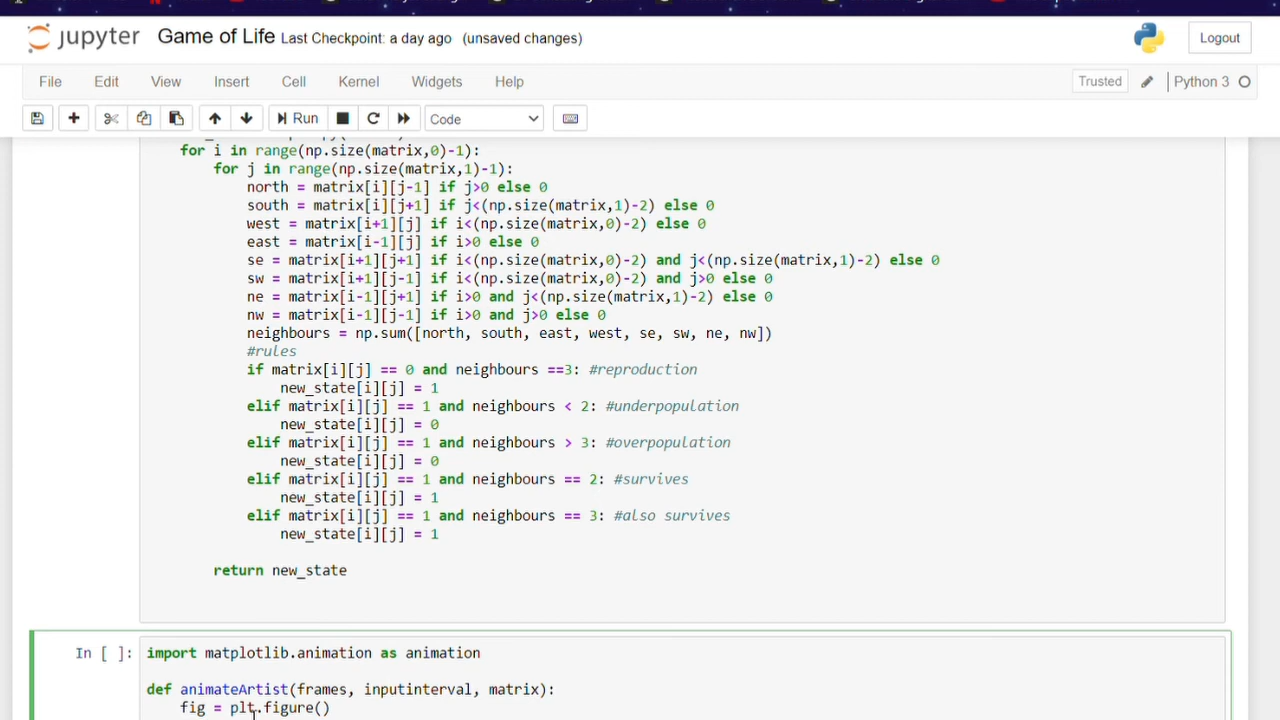 jupyter Game of Life Last Checkpoint: a day ago (unsaved changes) Logout
File Edit View Insert Cell Kernel Widgets Help Trusted Python 3
Run Code
for i in range(np.size(matrix,0)-1):
for j in range(np.size(matrix,1)-1):
north = matrix[i][j-1] if j>0 else 0
south = matrix[i][j+1] if j<(np.size(matrix,1)-2) else 0
west = matrix[i+1][j] if i<(np.size(matrix,0)-2) else 0
east = matrix[i-1][j] if i>0 else 0
se = matrix[i+1][j+1] if i<(np.size(matrix,0)-2) and j<(np.size(matrix,1)-2) else 0
sw = matrix[i+1][j-1] if i<(np.size(matrix,0)-2) and j>0 else 0
ne = matrix[i-1][j+1] if i>0 and j<(np.size(matrix,1)-2) else 0
nw = matrix[i-1][j-1] if i>0 and j>0 else 0
neighbours = np.sum([north, south, east, west, se, sw, ne, nw])
#rules
if matrix[i][j] == 0 and neighbours ==3: #reproduction
new_state[i][j] = 1
elif matrix[i][j] == 1 and neighbours < 2: #underpopulation
new_state[i][j] = 0
elif matrix[i][j] == 1 and neighbours > 3: #overpopulation
new_state[i][j] = 0
elif matrix[i][j] == 1 and neighbours == 2: #survives
new_state[i][j] = 1
elif matrix[i][j] == 1 and neighbours == 3: #also survives
new_state[i][j] = 1
return new_state
In [ ]: import matplotlib.animation as animation
def animateArtist(frames, inputinterval, matrix):
fig = plt.figure()